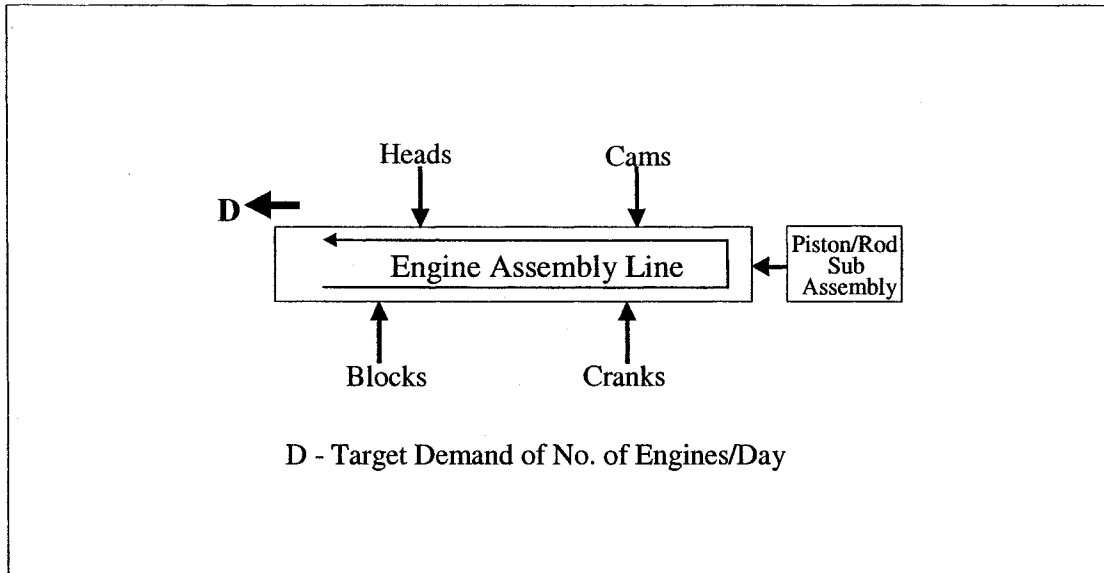 Heads
Cams
D
Engine Assembly Line
Piston/Rod
Sub
Assembly
Blocks
Cranks
D - Target Demand of No. of Engines/Day